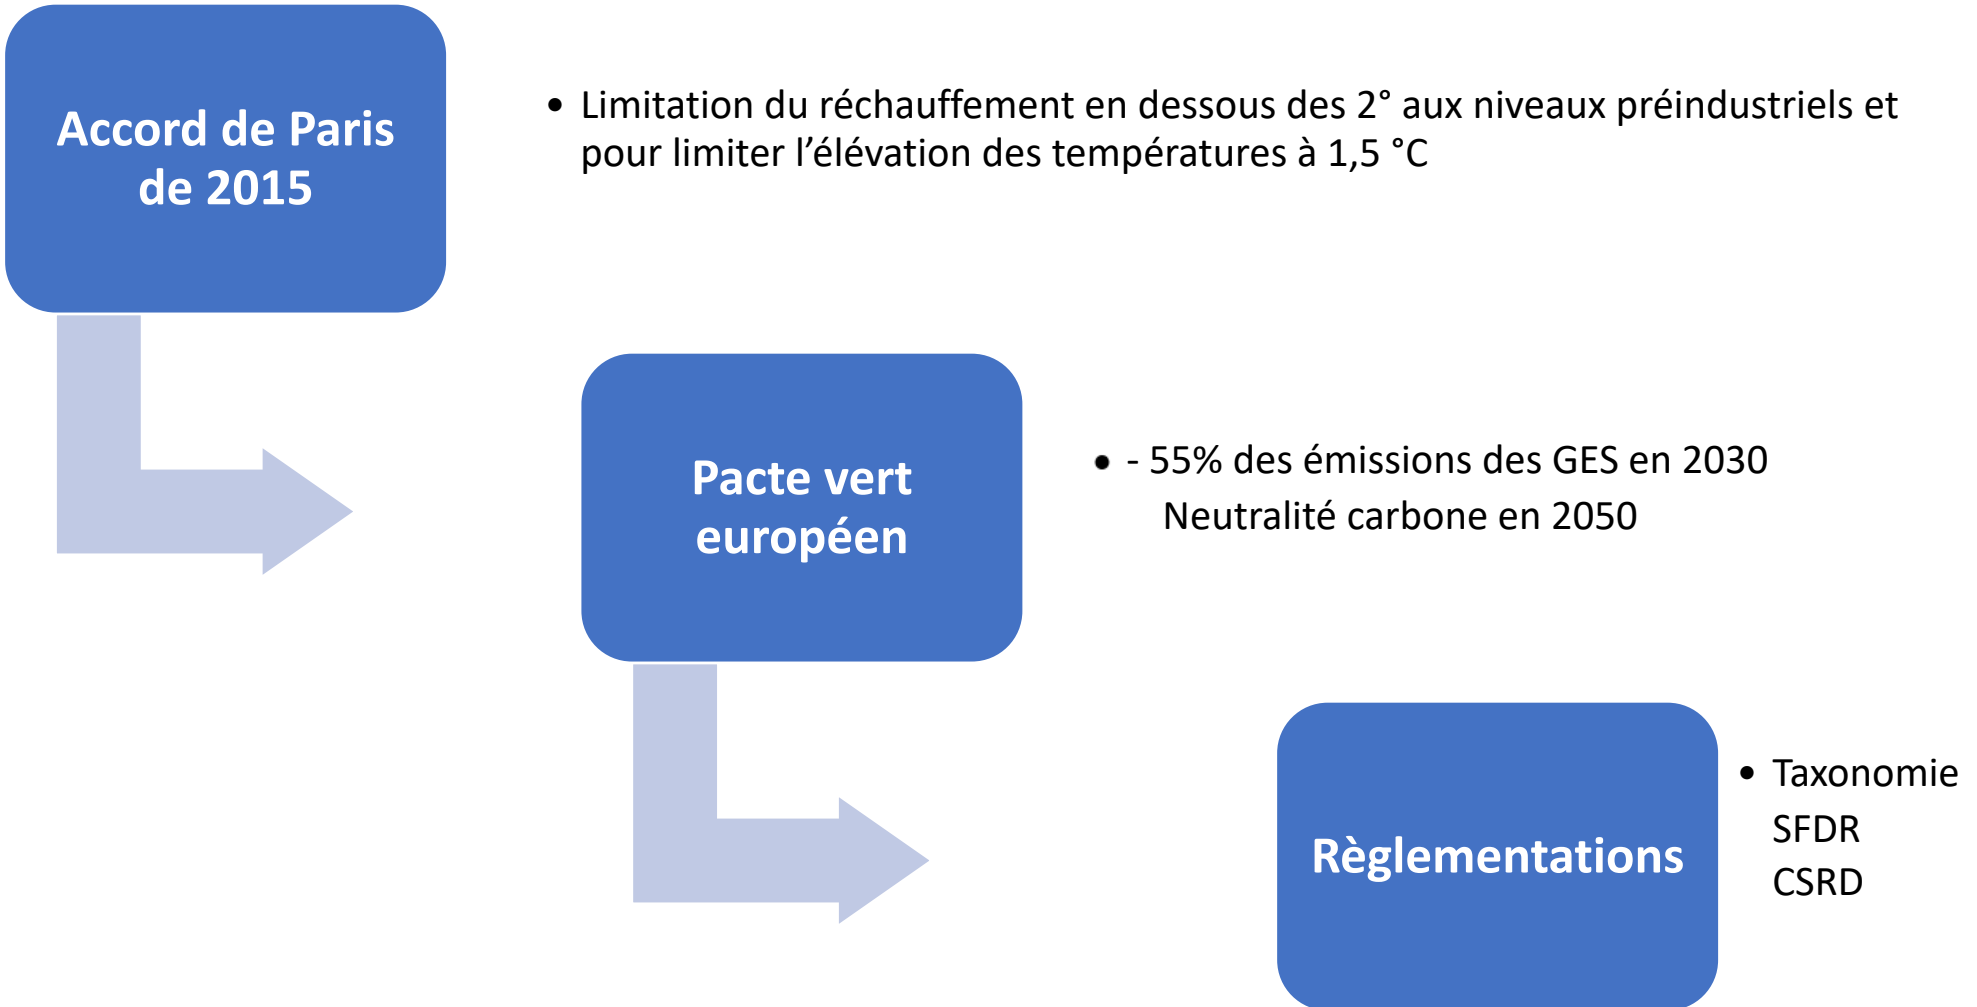 Accord de Paris
de 2015
• Limitation du réchauffement en dessous des 2° aux niveaux préindustriels et
pour limiter l’élévation des températures à 1,5 °C
Pacte vert
européen
• - 55% des émissions des GES en 2030
Neutralité carbone en 2050
Règlementations
• Taxonomie
SFDR
CSRD